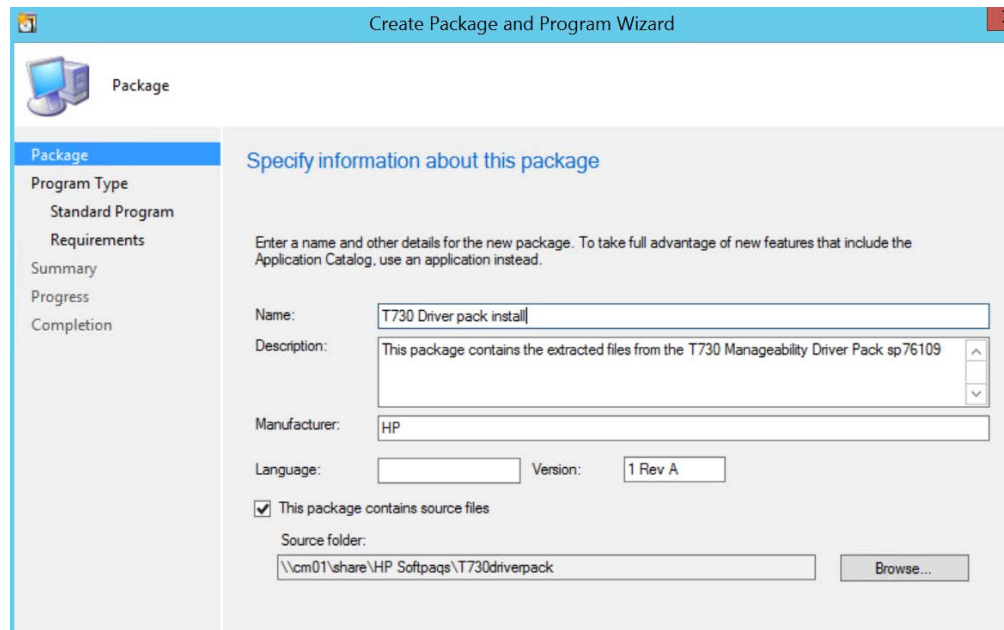 Create Package and Program Wizard
Package
Package
Program Type
Standard Program
Requirements
Summary
Progress
Completion
Specify information about this package
Enter a name and other details for the new package. To take full advantage of new features that include the
Application Catalog, use an application instead.
Name: T730 Driver pack install
Description: This package contains the extracted files from the T730 Manageability Driver Pack sp76109
Manufacturer: HP
Language: Version: 1 Rev A
This package contains source files
Source folder:
\\cm01\share\HP Softpaqs\T730driverpack Browse...